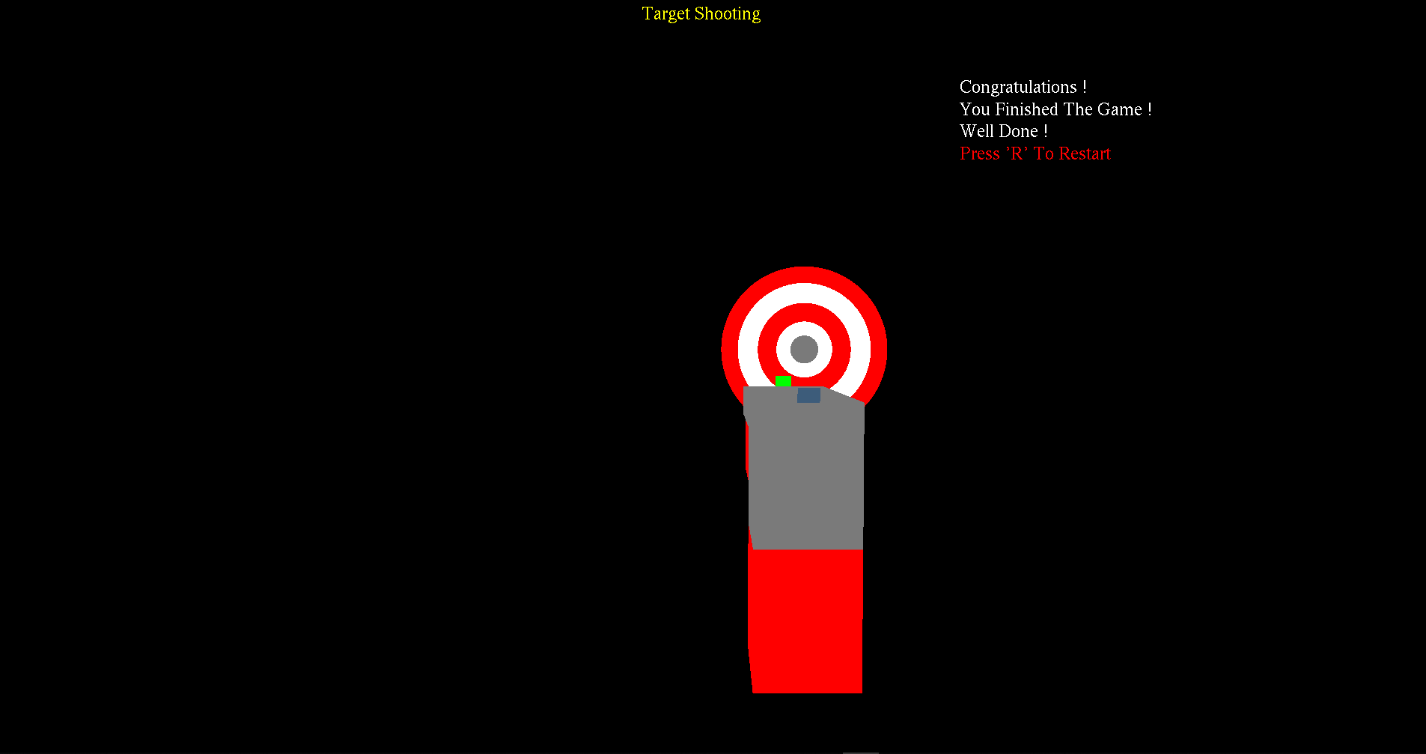 Target Shooting
Congratulations !
You Finished The Game !
Well Done !
Press 'R' To Restart